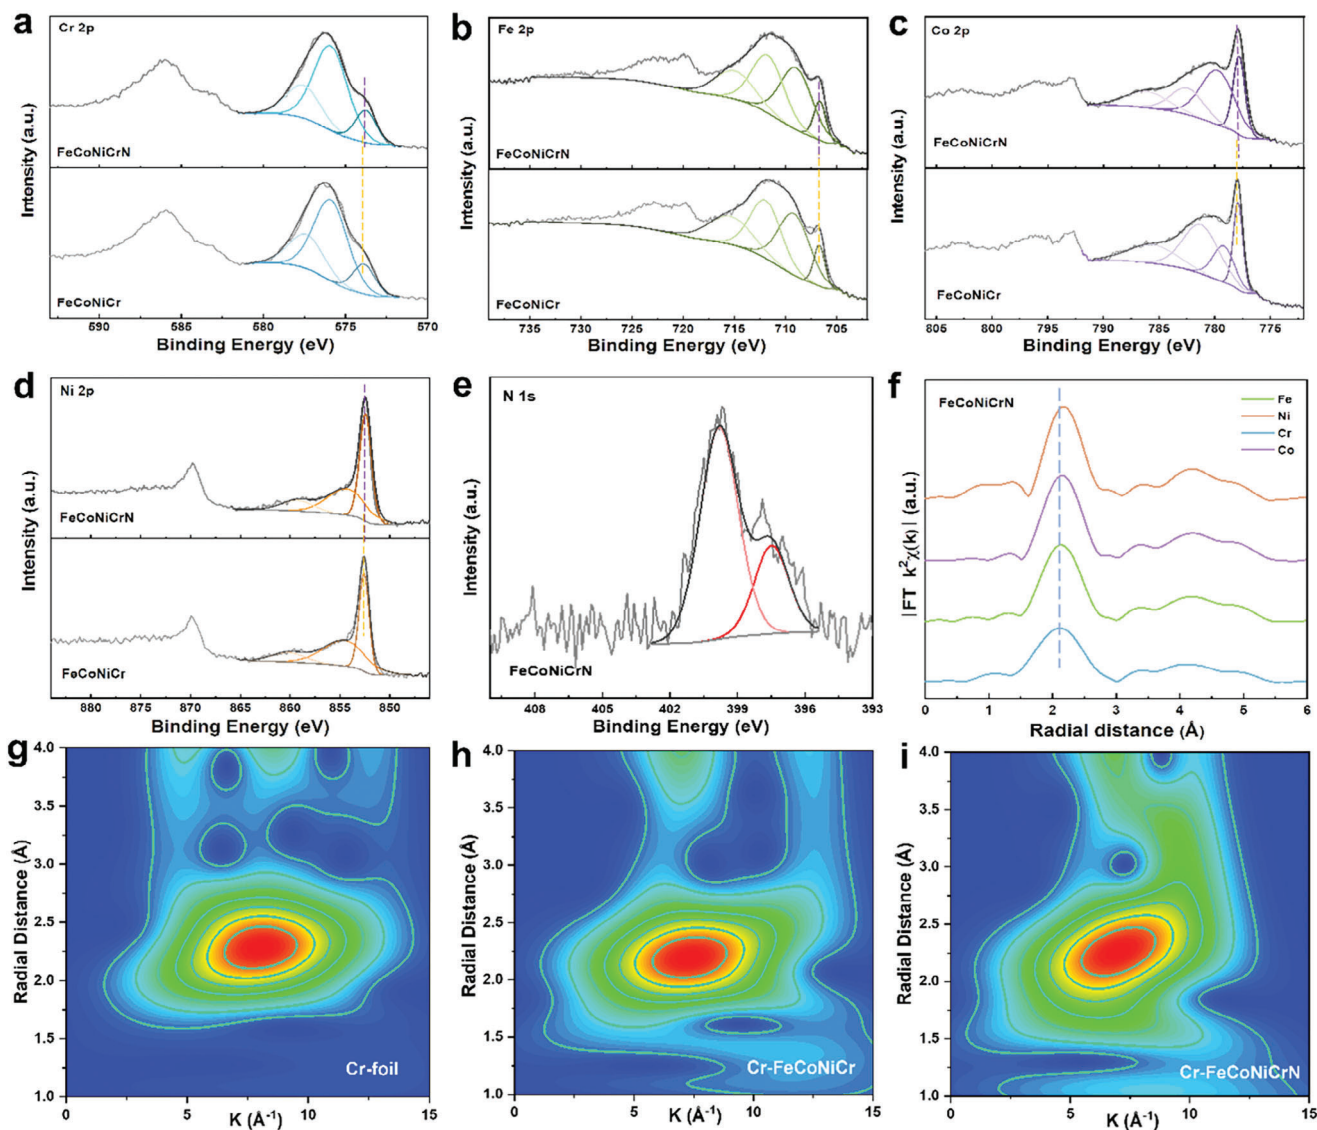 a
Cr 2p
FeCoNiCrN
FeCoNiCr
Intensity (a.u.)
590 585 580 575 570
Binding Energy (eV)
b
Fe 2p
FeCoNiCrN
FeCoNiCr
Intensity (a.u.)
735 730 725 720 715 710 705
Binding Energy (eV)
c
Co 2p
FeCoNiCrN
FeCoNiCr
Intensity (a.u.)
805 800 795 790 785 780 775
Binding Energy (eV)
d
Ni 2p
FeCoNiCrN
FeCoNiCr
Intensity (a.u.)
880 875 870 865 860 855 850
Binding Energy (eV)
e
N 1s
FeCoNiCrN
Intensity (a.u.)
408 405 402 399 396 393
Binding Energy (eV)
f
FeCoNiCrN
Fe
Ni
Cr
Co
|FT k²χ(k)| (a.u.)
0 1 2 3 4 5 6
Radial distance (Å)
g
4.0
3.5
3.0
2.5
2.0
1.5
1.0
Radial Distance (Å)
Cr-foil
0 5 10 15
K (Å⁻¹)
h
4.0
3.5
3.0
2.5
2.0
1.5
1.0
Radial Distance (Å)
Cr-FeCoNiCr
0 5 10 15
K (Å⁻¹)
i
4.0
3.5
3.0
2.5
2.0
1.5
1.0
Radial Distance (Å)
Cr-FeCoNiCrN
0 5 10 15
K (Å⁻¹)